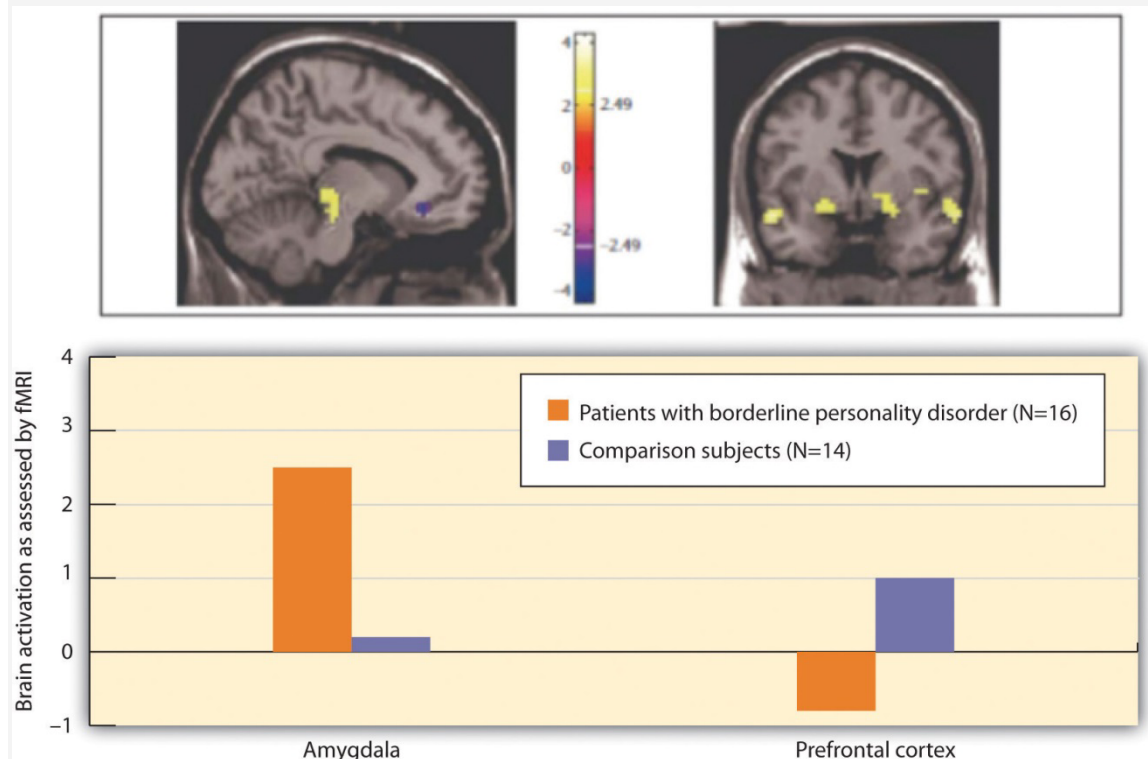 4
2
2.49
0
−2
−2.49
−4
Brain activation as assessed by fMRI
4
3
2
1
0
−1
Patients with borderline personality disorder (N=16)
Comparison subjects (N=14)
Amygdala
Prefrontal cortex